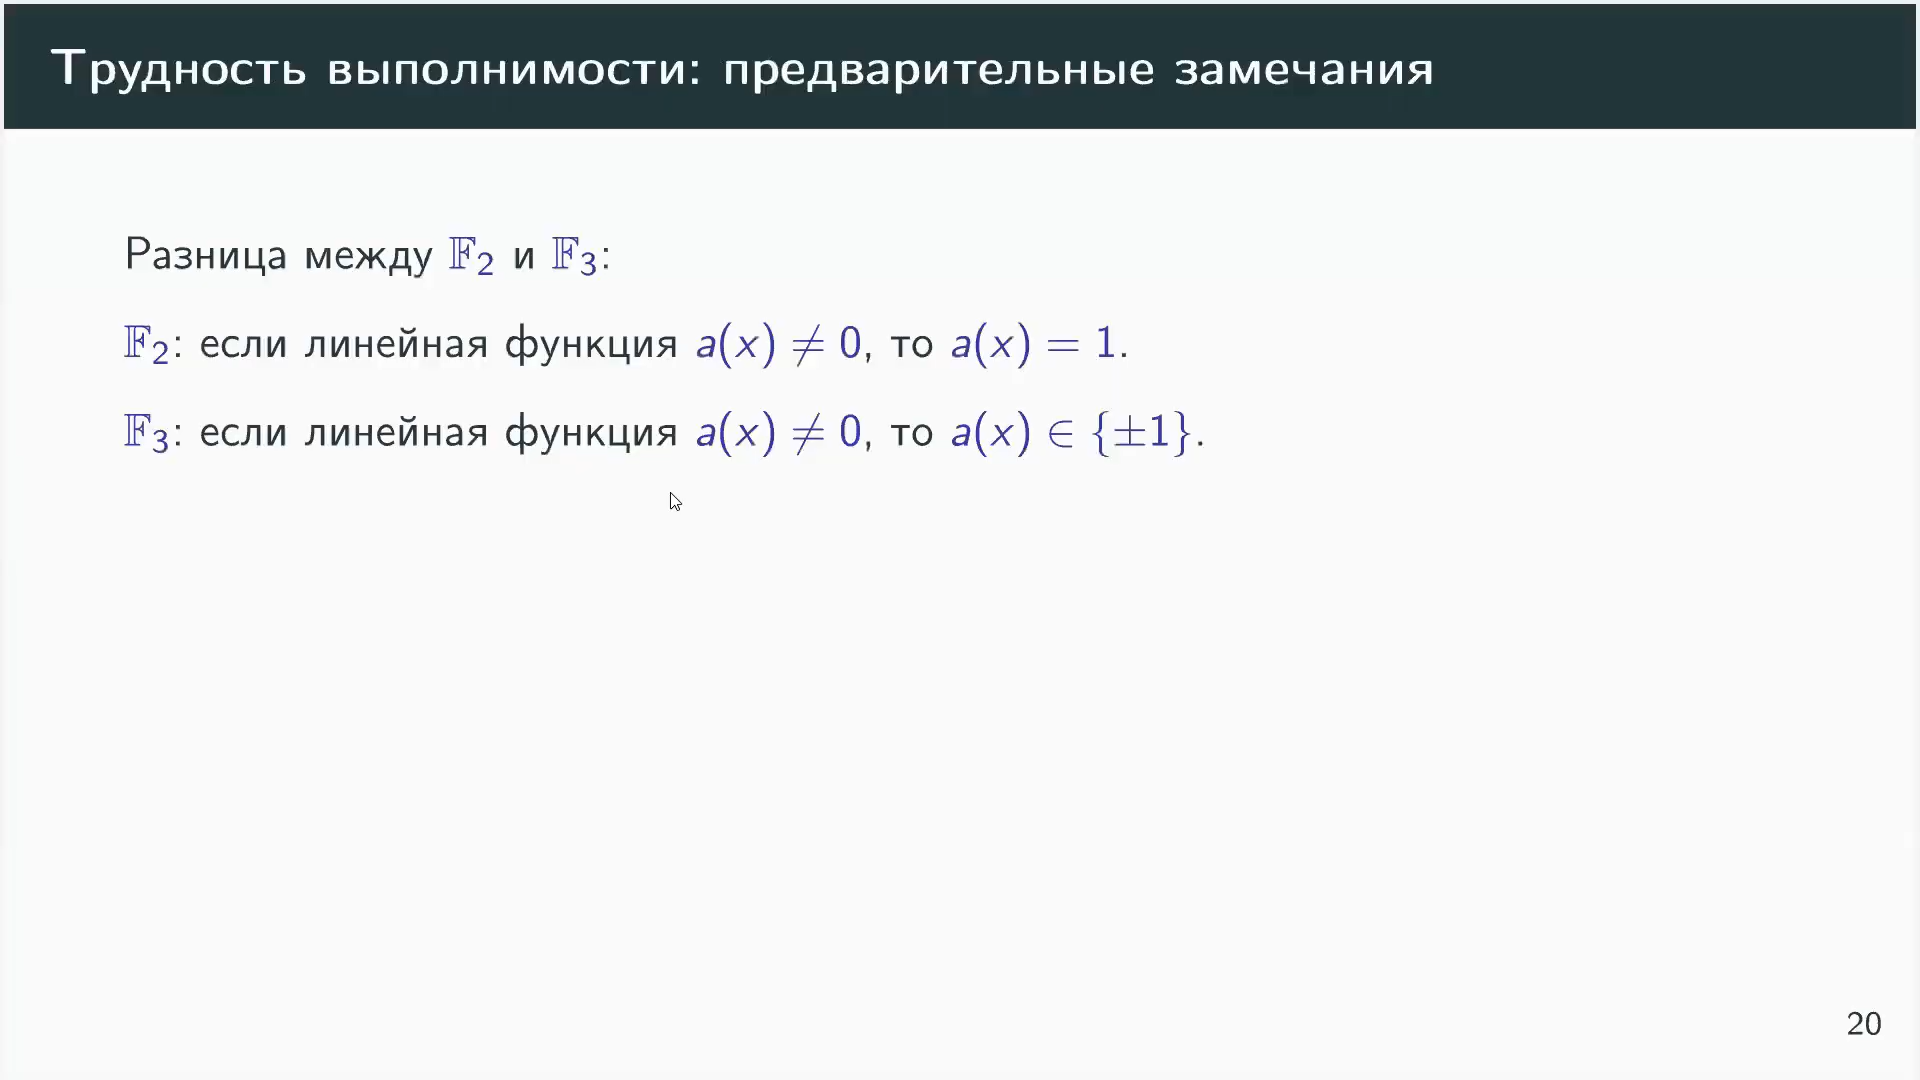 Трудность выполнимости: предварительные замечания
Разница между 𝔽₂ и 𝔽₃:
𝔽₂: если линейная функция a(x) ≠ 0, то a(x) = 1.
𝔽₃: если линейная функция a(x) ≠ 0, то a(x) ∈ {±1}.
20